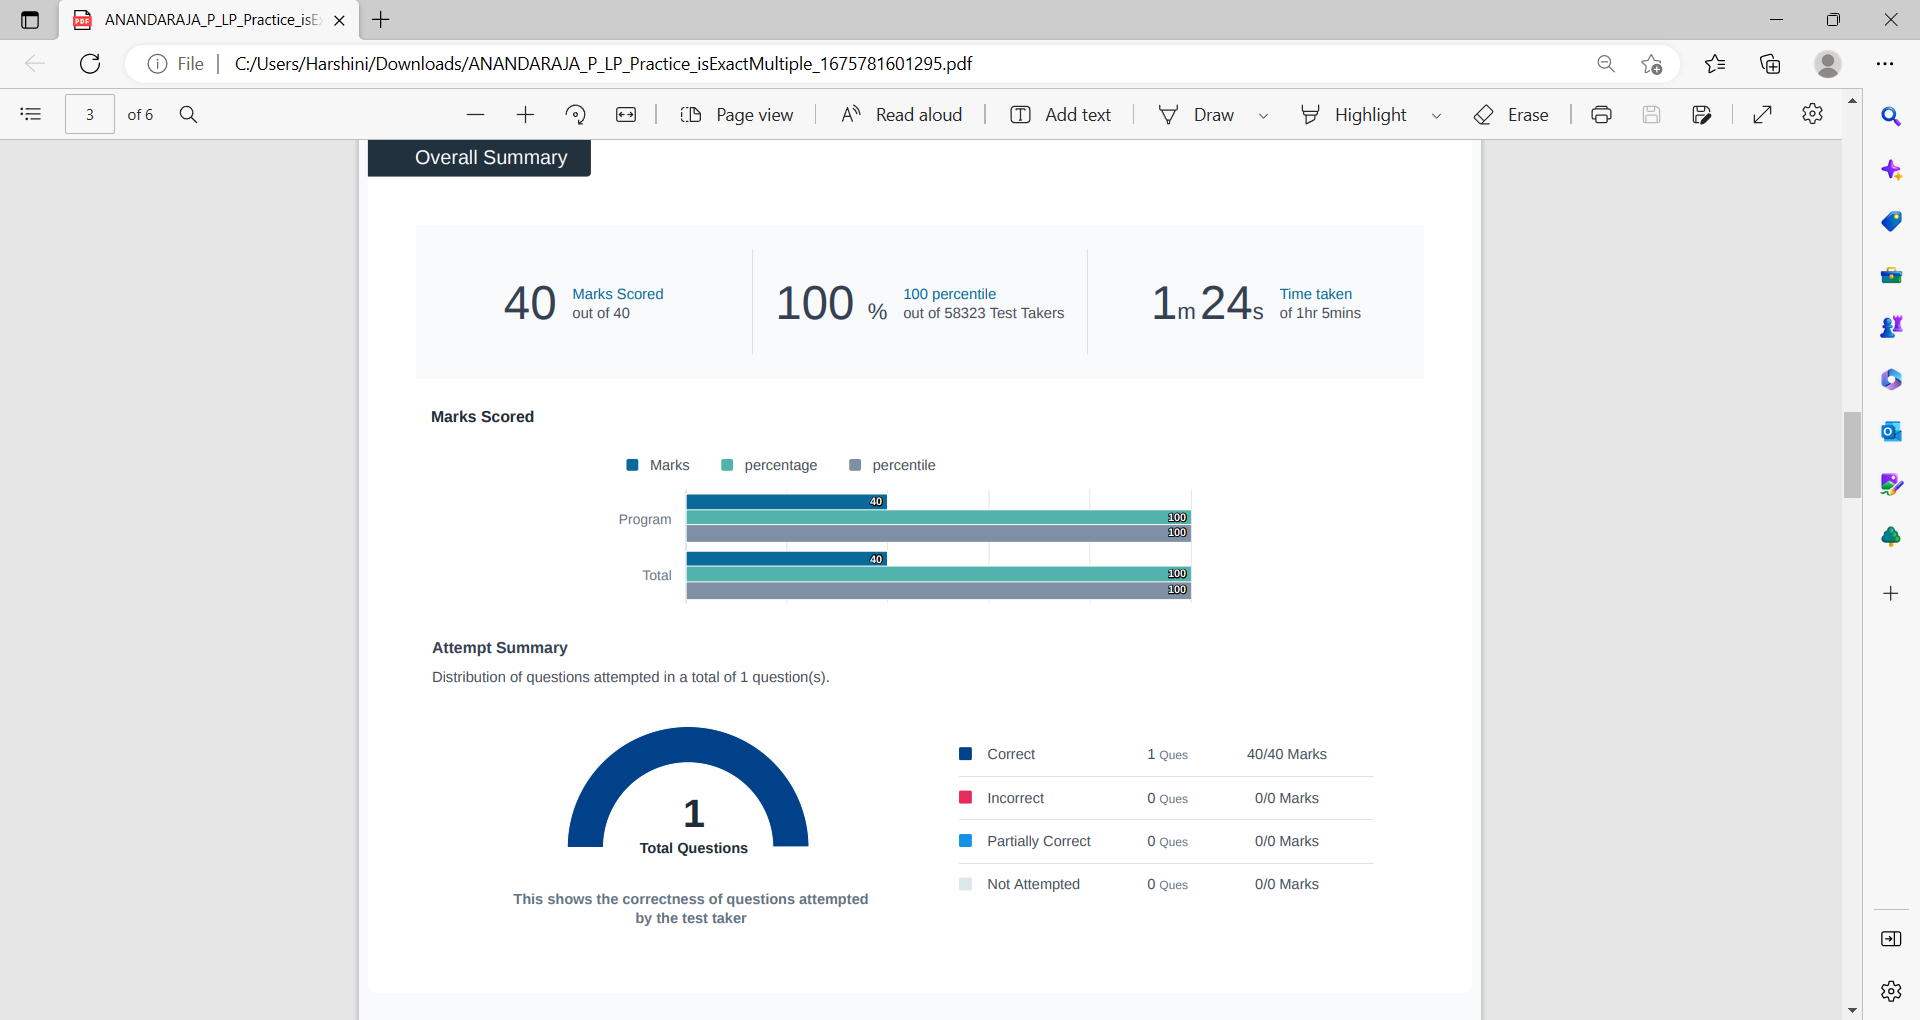 ANANDARAJA_P_LP_Practice_isEx
File
C:/Users/Harshini/Downloads/ANANDARAJA_P_LP_Practice_isExactMultiple_1675781601295.pdf
3 of 6
Page view
Read aloud
Add text
Draw
Highlight
Erase
Overall Summary
40 Marks Scored
out of 40
100 % 100 percentile
out of 58323 Test Takers
1m 24s Time taken
of 1hr 5mins
Marks Scored
Marks percentage percentile
Program 40
100
100
Total 40
100
100
Attempt Summary
Distribution of questions attempted in a total of 1 question(s).
1
Total Questions
This shows the correctness of questions attempted
by the test taker
Correct 1 Ques 40/40 Marks
Incorrect 0 Ques 0/0 Marks
Partially Correct 0 Ques 0/0 Marks
Not Attempted 0 Ques 0/0 Marks